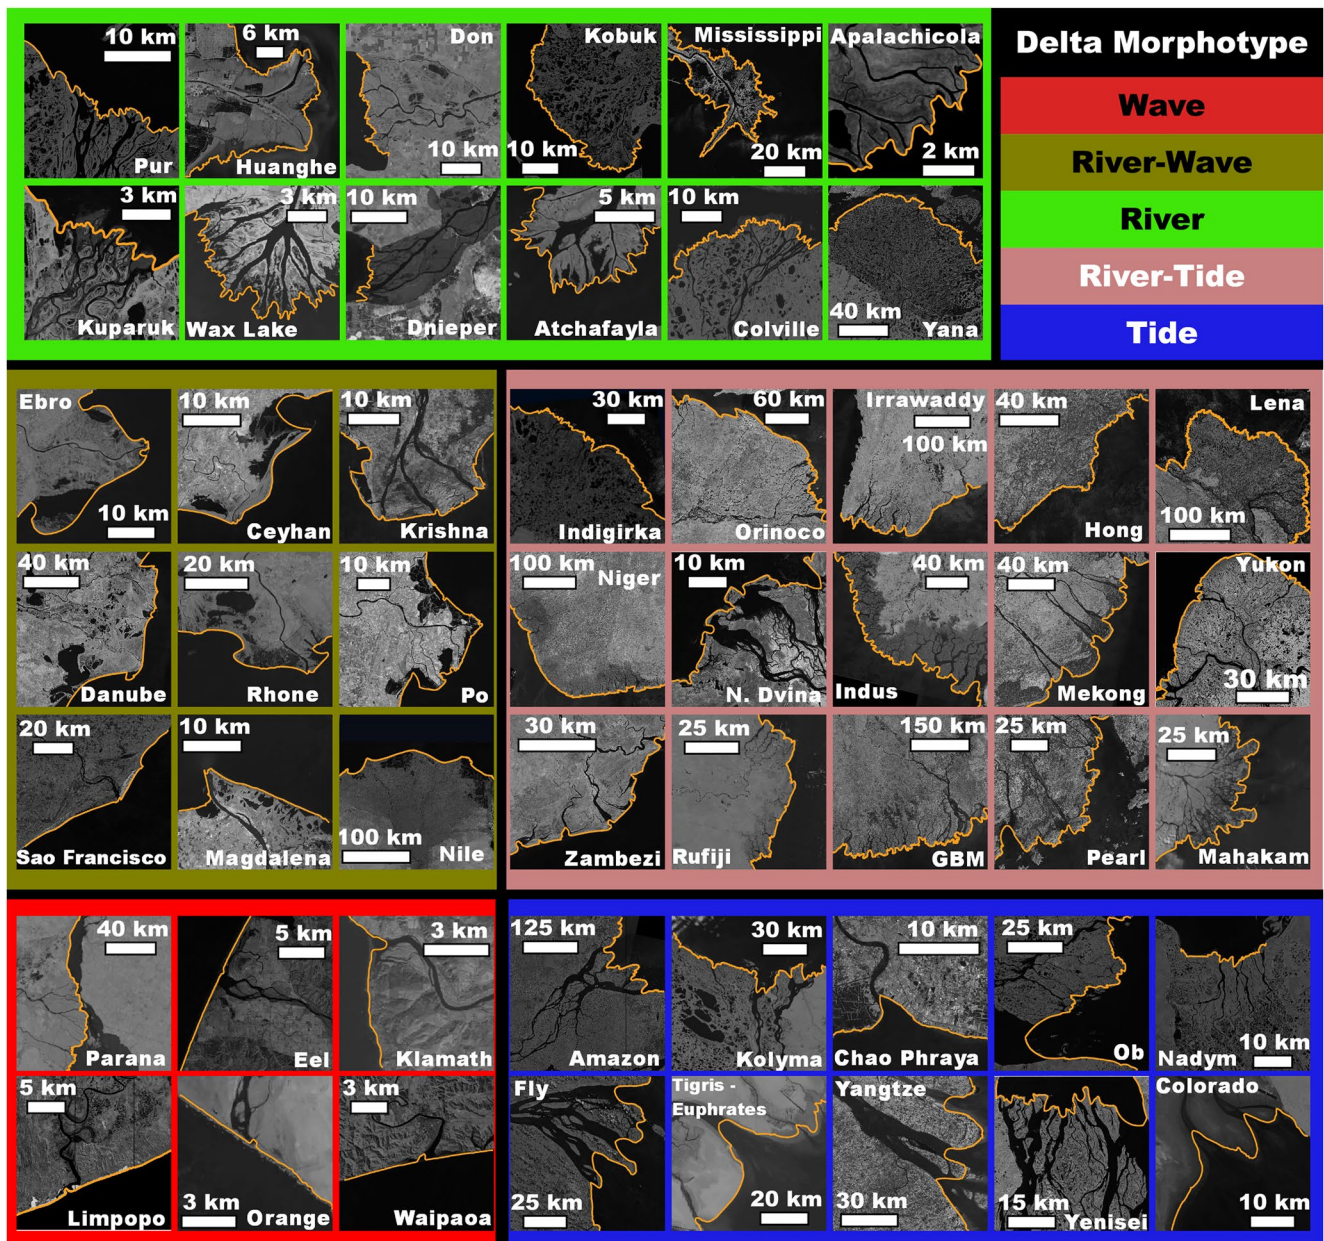 10 km
Pur
6 km
Huanghe
Don
10 km
Kobuk
10 km
Mississippi
20 km
Apalachicola
2 km
3 km
Kuparuk
3 km
Wax Lake
10 km
Dnieper
5 km
Atchafayla
10 km
Colville
40 km
Yana
Delta Morphotype
Wave
River-Wave
River
River-Tide
Tide
Ebro
10 km
10 km
Ceyhan
10 km
Krishna
40 km
Danube
20 km
Rhone
10 km
Po
20 km
Sao Francisco
10 km
Magdalena
100 km
Nile
30 km
Indigirka
60 km
Orinoco
Irrawaddy
100 km
40 km
Hong
Lena
100 km
100 km
Niger
10 km
N. Dvina
40 km
Indus
40 km
Mekong
Yukon
30 km
30 km
Zambezi
25 km
Rufiji
150 km
GBM
25 km
Pearl
25 km
Mahakam
40 km
Parana
5 km
Eel
3 km
Klamath
5 km
Limpopo
3 km
Orange
3 km
Waipaoa
125 km
Amazon
30 km
Kolyma
10 km
Chao Phraya
25 km
Ob
Nadym
10 km
Fly
25 km
Tigris -
Euphrates
20 km
Yangtze
30 km
15 km
Yenisei
Colorado
10 km